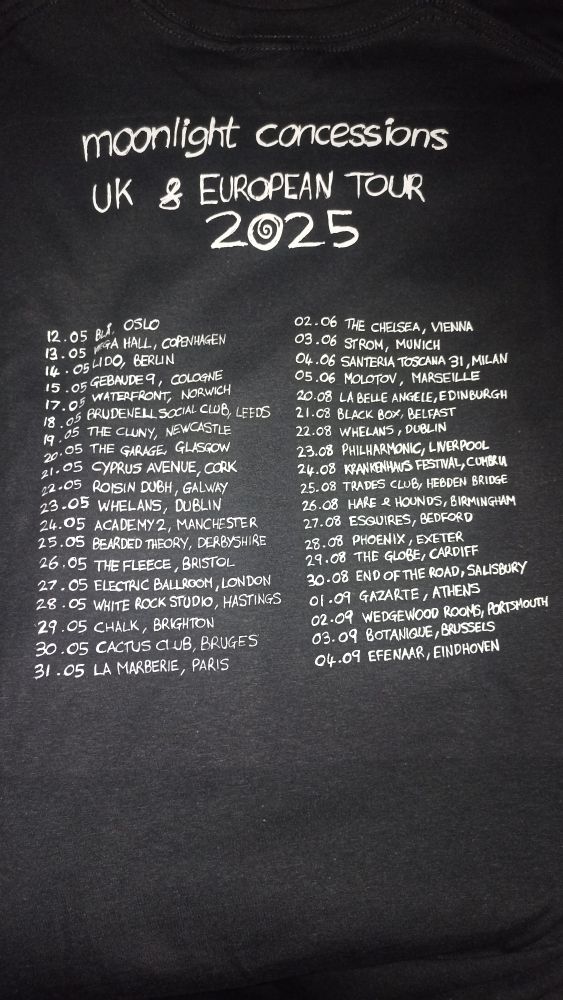 moonlight concessions
UK & EUROPEAN TOUR
2025
12.05 BLÅ, OSLO
13.05 VEGA HALL, COPENHAGEN
14.05 LIDO, BERLIN
15.05 GEBAUDE 9, COLOGNE
17.05 WATERFRONT, NORWICH
18.05 BRUDENELL SOCIAL CLUB, LEEDS
19.05 THE CLUNY, NEWCASTLE
20.05 THE GARAGE, GLASGOW
21.05 CYPRUS AVENUE, CORK
22.05 ROISIN DUBH, GALWAY
23.05 WHELANS, DUBLIN
24.05 ACADEMY 2, MANCHESTER
25.05 BEARDED THEORY, DERBYSHIRE
26.05 THE FLEECE, BRISTOL
27.05 ELECTRIC BALLROOM, LONDON
28.05 WHITE ROCK STUDIO, HASTINGS
29.05 CHALK, BRIGHTON
30.05 CACTUS CLUB, BRUGES
31.05 LA MARBERIE, PARIS
02.06 THE CHELSEA, VIENNA
03.06 STROM, MUNICH
04.06 SANTERIA TOSCANA 31, MILAN
05.06 MOLOTOV, MARSEILLE
20.08 LA BELLE ANGELE, EDINBURGH
21.08 BLACK BOX, BELFAST
22.08 WHELANS, DUBLIN
23.08 PHILHARMONIC, LIVERPOOL
24.08 KRANKENHAUS FESTIVAL, CUMBRIA
25.08 TRADES CLUB, HEBDEN BRIDGE
26.08 HARE & HOUNDS, BIRMINGHAM
27.08 ESQUIRES, BEDFORD
28.08 PHOENIX, EXETER
29.08 THE GLOBE, CARDIFF
30.08 END OF THE ROAD, SALISBURY
01.09 GAZARTE, ATHENS
02.09 WEDGEWOOD ROOMS, PORTSMOUTH
03.09 BOTANIQUE, BRUSSELS
04.09 EFENAAR, EINDHOVEN